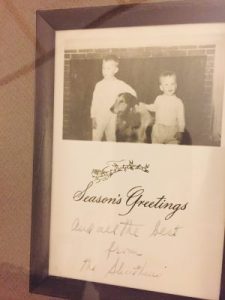 Season's Greetings
And all the best
from
The